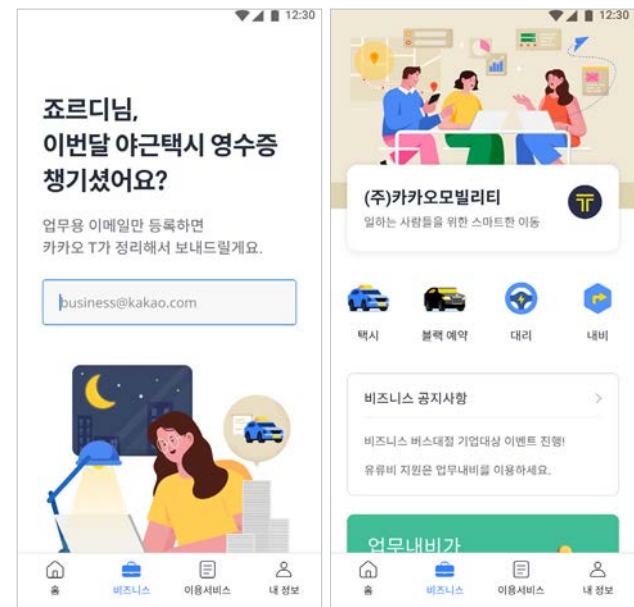 12:30
죠르디님,
이번달 야근택시 영수증
챙기셨어요?
업무용 이메일만 등록하면
카카오 T가 정리해서 보내드릴게요.
business@kakao.com
홈
비즈니스
이용서비스
내 정보
12:30
(주)카카오모빌리티
일하는 사람들을 위한 스마트한 이동
택시
블랙 예약
대리
내비
비즈니스 공지사항
비즈니스 버스대절 기업대상 이벤트 진행!
유류비 지원은 업무내비를 이용하세요.
업무내비가
홈
비즈니스
이용서비스
내 정보